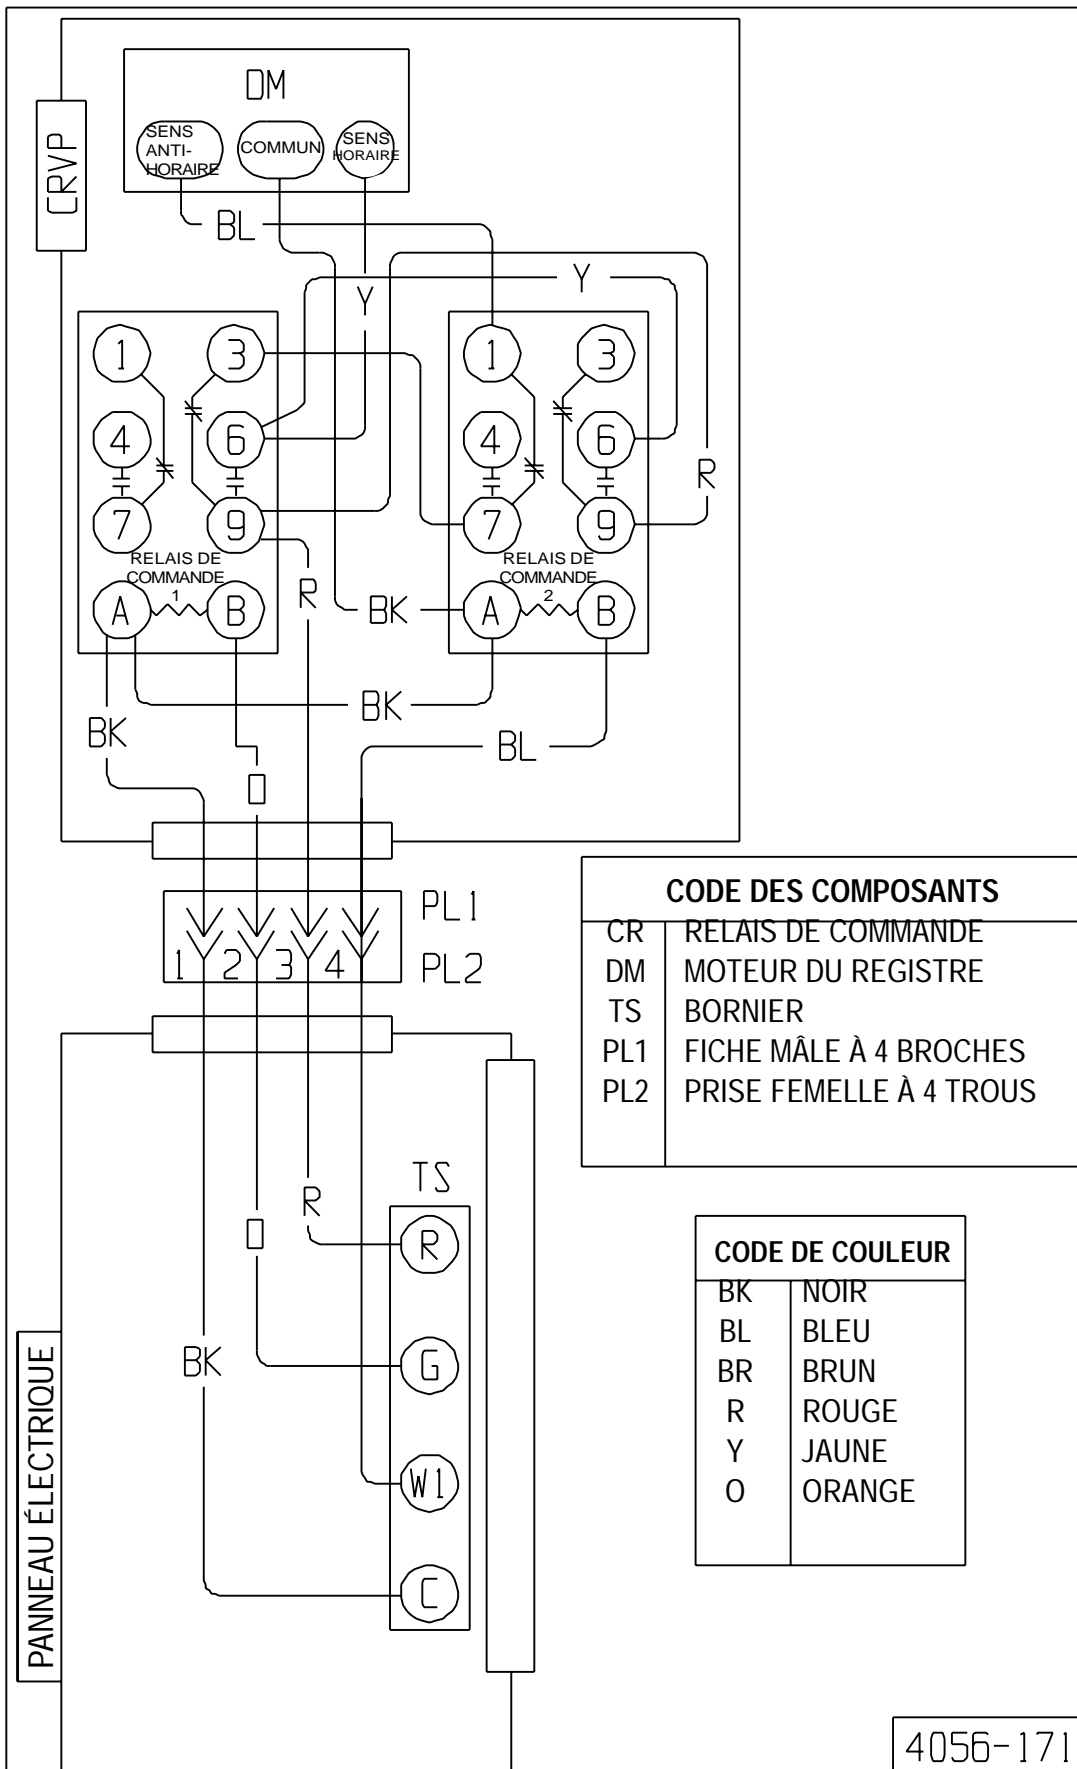 CRVP
DM
SENS
ANTI-
HORAIRE
COMMUN
SENS
HORAIRE
BL
Y
Y
1
3
1
3
4
6
4
6
R
7
9
7
9
RELAIS DE
COMMANDE
1
RELAIS DE
COMMANDE
2
R
A
B
BK
A
B
BK
BK
BL
O
PL1
1 2 3 4
PL2
CODE DES COMPOSANTS
CR RELAIS DE COMMANDE
DM MOTEUR DU REGISTRE
TS BORNIER
PL1 FICHE MÂLE À 4 BROCHES
PL2 PRISE FEMELLE À 4 TROUS
TS
R
O
R
BK
G
W1
C
PANNEAU ÉLECTRIQUE
CODE DE COULEUR
BK NOIR
BL BLEU
BR BRUN
R ROUGE
Y JAUNE
O ORANGE
4056-171